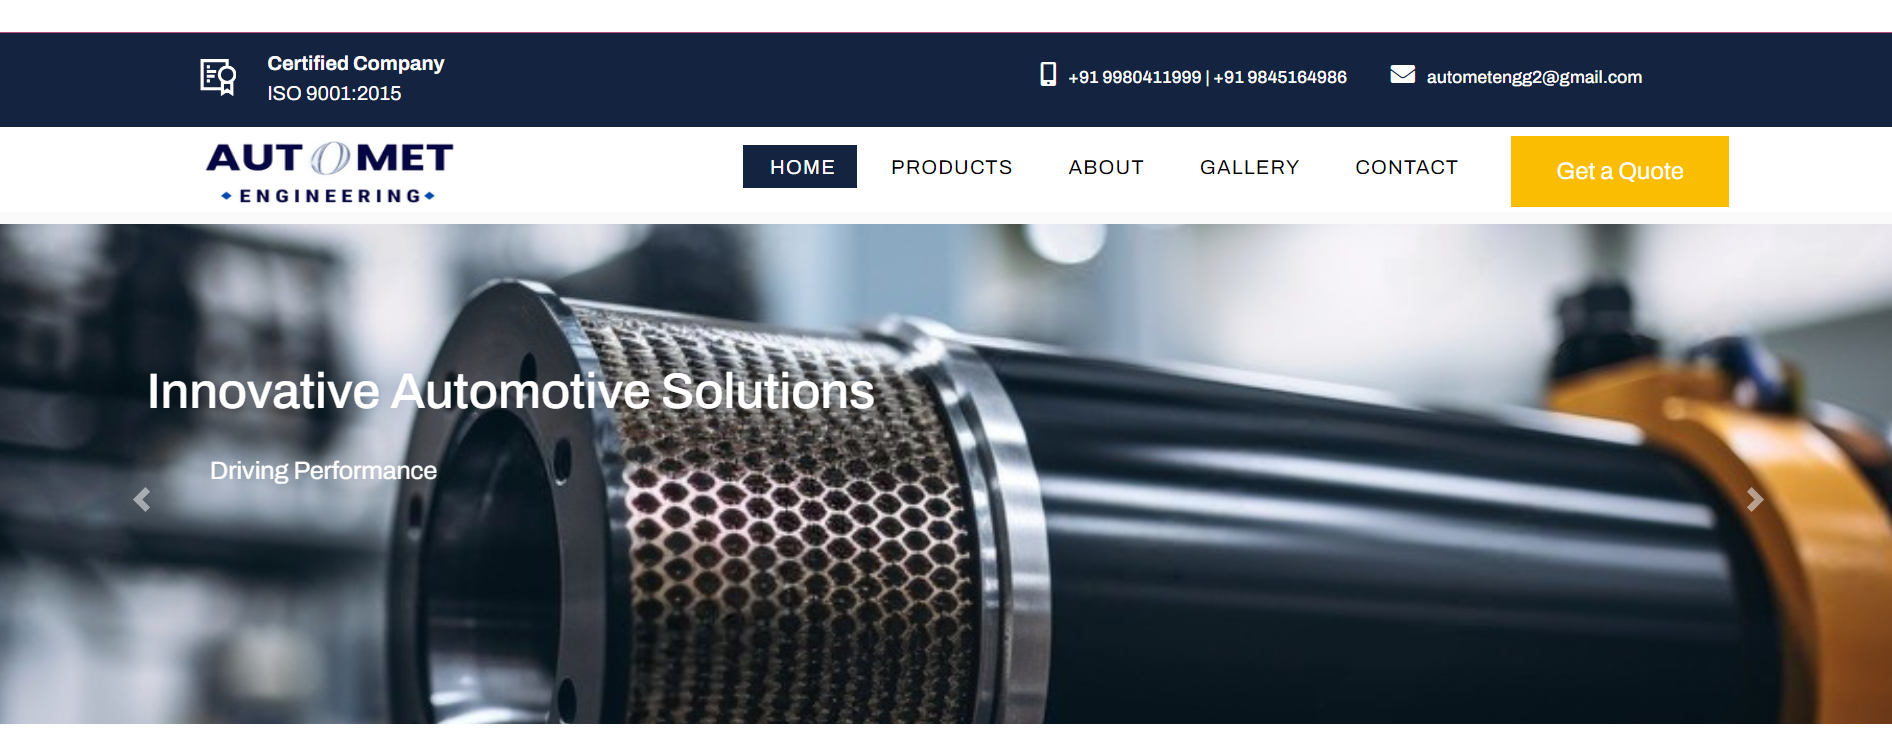 Certified Company
ISO 9001:2015
+91 9980411999 | +91 9845164986
autometengg2@gmail.com
AUTOMET
ENGINEERING
HOME
PRODUCTS
ABOUT
GALLERY
CONTACT
Get a Quote
Innovative Automotive Solutions
Driving Performance